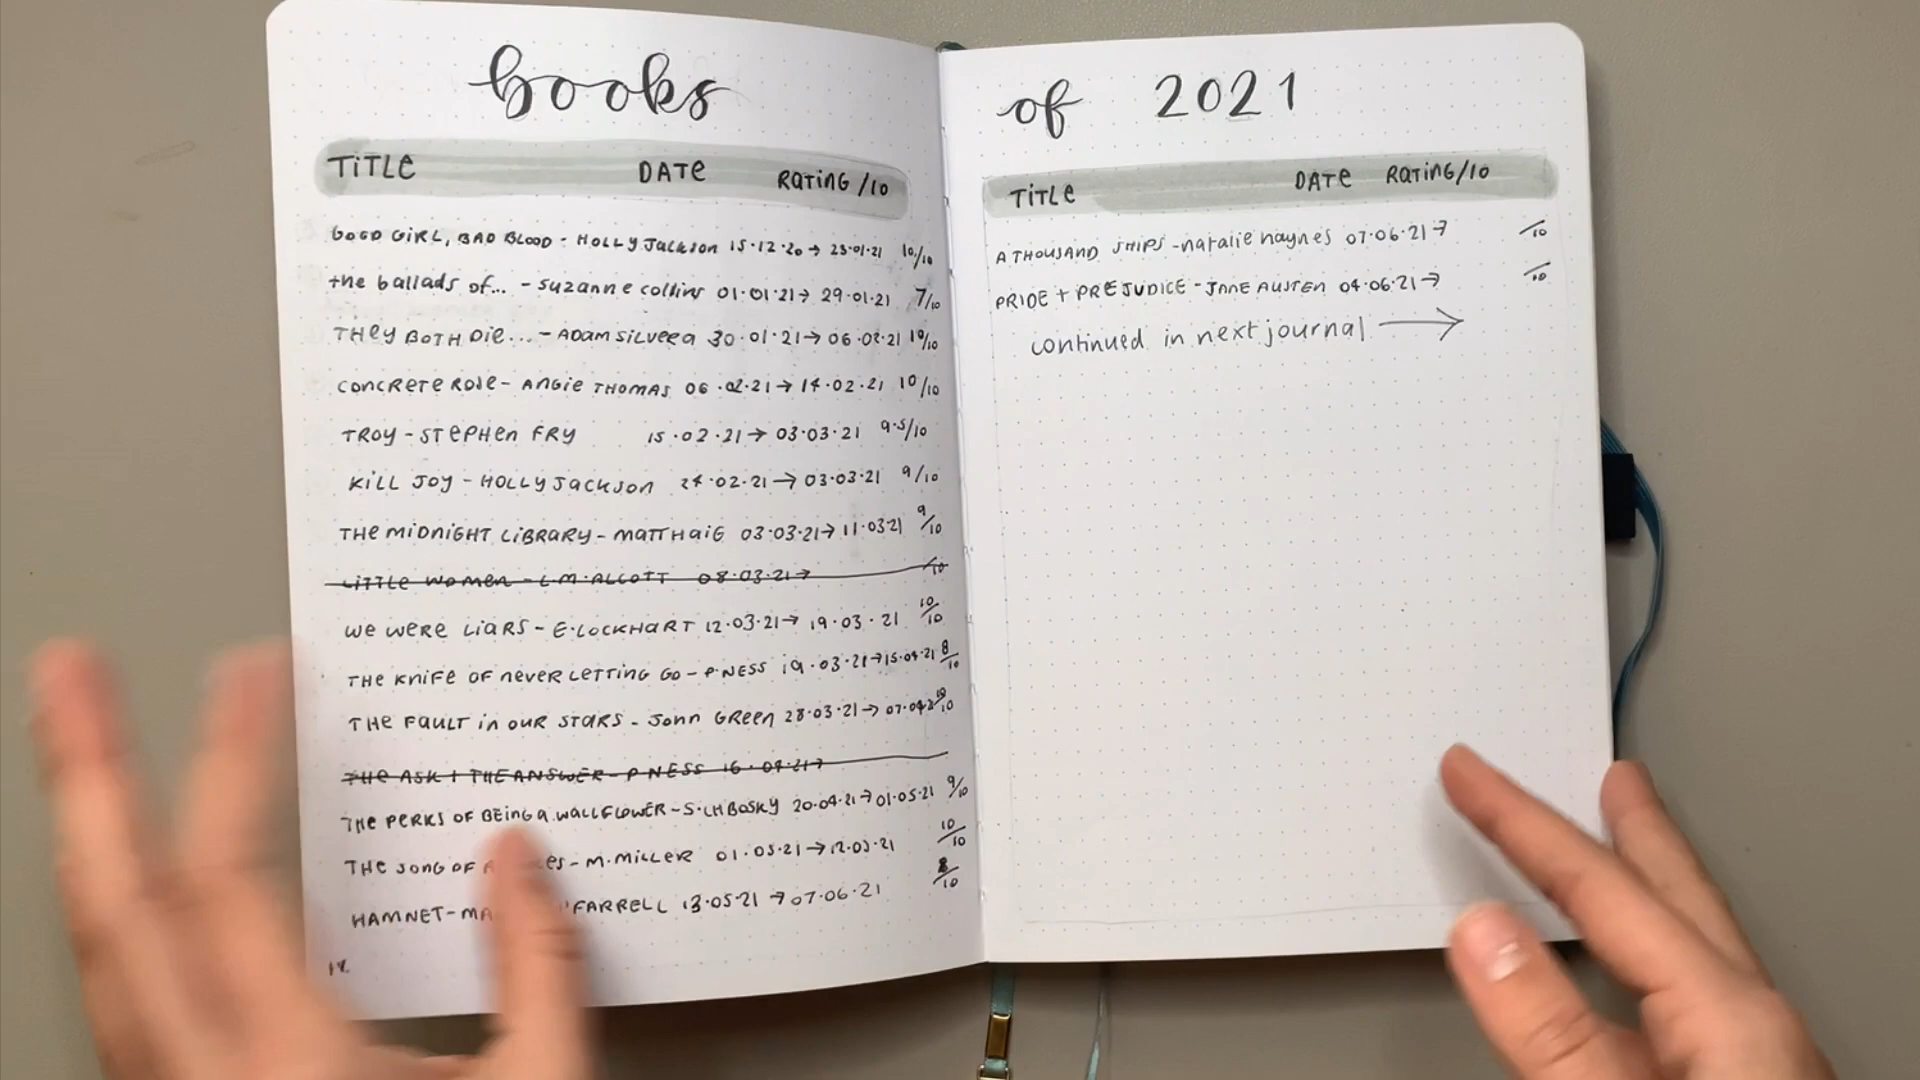 books
TITLE DATE RATING /10
GOOD GIRL, BAD BLOOD - HOLLY JACKSON 15.12.20 → 23.01.21 10/10
the ballads of... - suzanne collins 01.01.21 → 29.01.21 7/10
THEY BOTH DIE... - ADAM SILVERA 30.01.21 → 06.02.21 10/10
CONCRETE ROSE - ANGIE THOMAS 06.02.21 → 14.02.21 10/10
TROY - STEPHEN FRY 15.02.21 → 03.03.21 9.5/10
KILL JOY - HOLLY JACKSON 24.02.21 → 03.03.21 9/10
THE MIDNIGHT LIBRARY - MATT HAIG 03.03.21 → 11.03.21 9/10
LITTLE WOMEN - L.M. ALCOTT 08.03.21 → /10
WE WERE LIARS - E. LOCKHART 12.03.21 → 19.03.21 10/10
THE KNIFE OF NEVER LETTING GO - P. NESS 19.03.21 → 15.04.21 8/10
THE FAULT IN OUR STARS - JOHN GREEN 28.03.21 → 10/10
THE ASK + THE ANSWER - P NESS 16.04.21 →
THE PERKS OF BEING A WALLFLOWER - S. CHBOSKY 20.04.21 → 01.05.21 9/10
THE SONG OF - M. MILLER 01.05.21 → 12.05.21 10/10
HAMNET - FARRELL 13.05.21 → 07.06.21 8/10
of 2021
TITLE DATE RATING/10
A THOUSAND SHIPS - natalie haynes 07.06.21 → /10
PRIDE + PREJUDICE - JANE AUSTEN 04.06.21 → /10
continued in next journal →